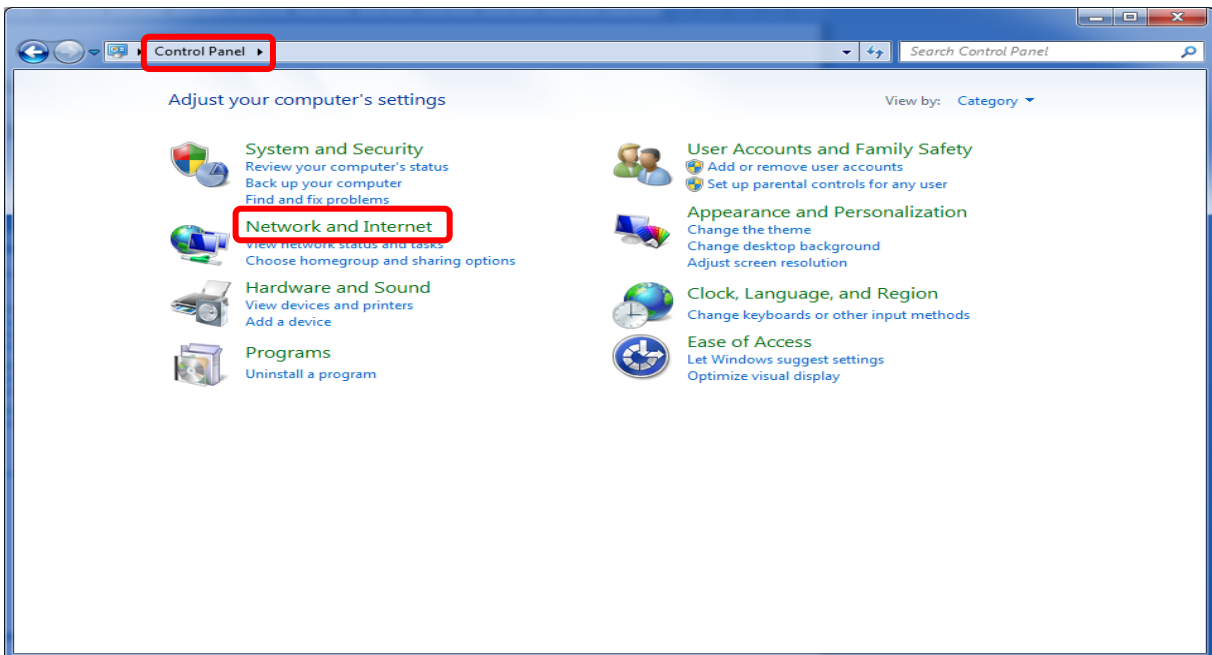 Control Panel
Search Control Panel
Adjust your computer's settings
View by: Category
System and Security
Review your computer's status
Back up your computer
Find and fix problems
Network and Internet
View network status and tasks
Choose homegroup and sharing options
Hardware and Sound
View devices and printers
Add a device
Programs
Uninstall a program
User Accounts and Family Safety
Add or remove user accounts
Set up parental controls for any user
Appearance and Personalization
Change the theme
Change desktop background
Adjust screen resolution
Clock, Language, and Region
Change keyboards or other input methods
Ease of Access
Let Windows suggest settings
Optimize visual display